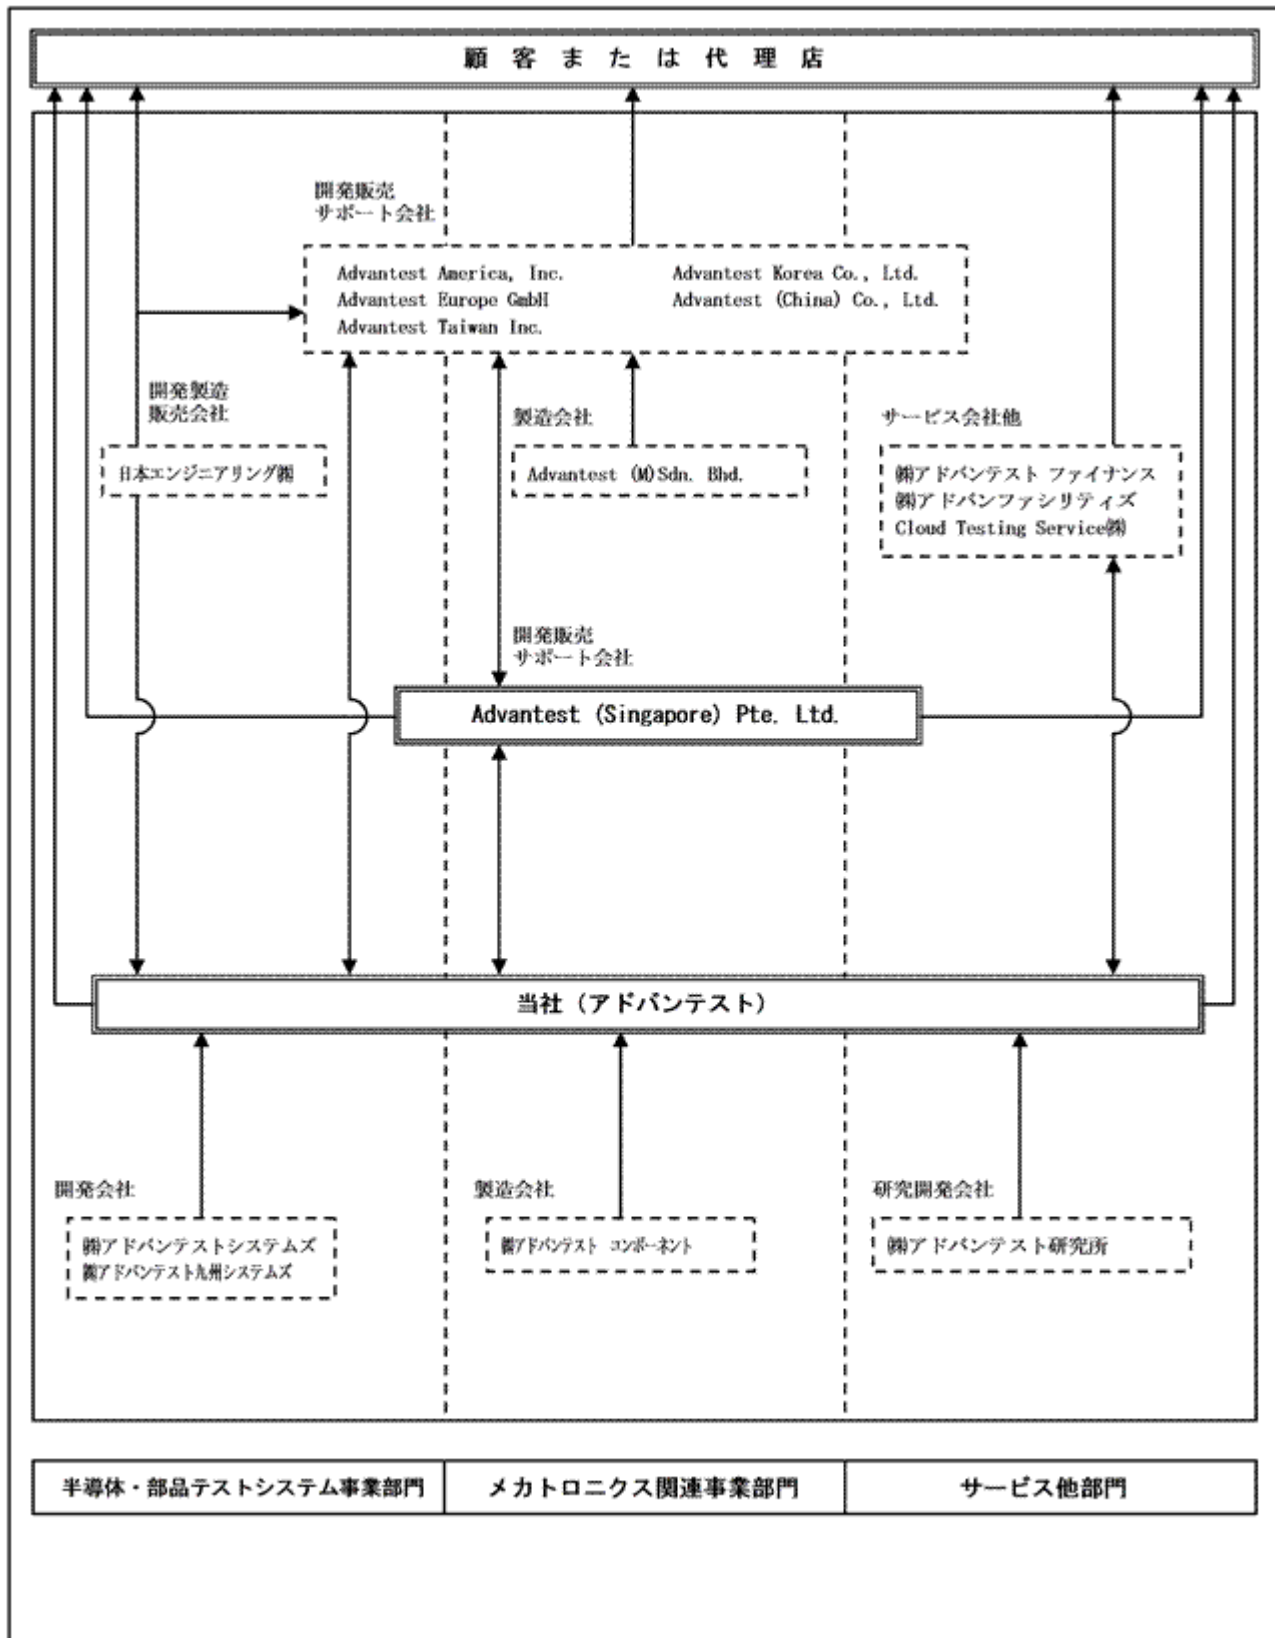 顧客または代理店
開発販売
サポート会社
Advantest America, Inc.
Advantest Korea Co., Ltd.
Advantest Europe GmbH
Advantest (China) Co., Ltd.
Advantest Taiwan Inc.
開発製造
販売会社
日本エンジニアリング㈱
製造会社
Advantest (M)Sdn. Bhd.
サービス会社他
㈱アドバンテスト ファイナンス
㈱アドバンファシリティズ
Cloud Testing Service㈱
開発販売
サポート会社
Advantest (Singapore) Pte. Ltd.
当社（アドバンテスト）
開発会社
㈱アドバンテストシステムズ
㈱アドバンテスト九州システムズ
製造会社
㈱アドバンテスト コンポーネント
研究開発会社
㈱アドバンテスト研究所
半導体・部品テストシステム事業部門
メカトロニクス関連事業部門
サービス他部門